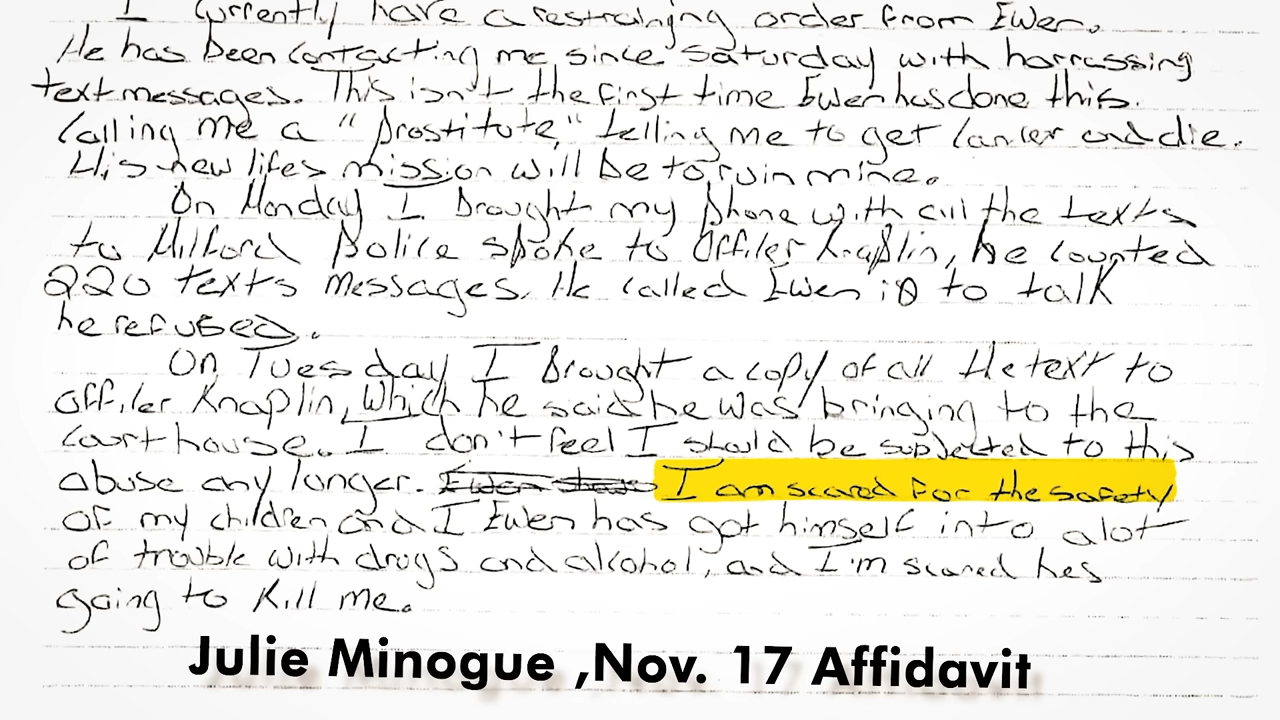 I currently have a restraining order from Ewen.
He has been contacting me since saturday with harrassing
text messages. This isn't the first time Ewen has done this.
Calling me a "prostitute," telling me to get cancer and die.
His new lifes mission will be to ruin mine.
On Monday I brought my phone with all the texts
to Milford police spoke to Officer Knaplin, he counted
220 texts messages. He called Ewen to talk
he refused.
On Tuesday I brought a copy of all the text to
Officer Knaplin, which he said he was bringing to the
courthouse. I don't feel I should be subjected to this
abuse any longer. I am scared for the safety
of my children and I Ewen has got himself into alot
of trouble with drugs and alcohol, and I'm scared hes
going to kill me.
Julie Minogue ,Nov. 17 Affidavit